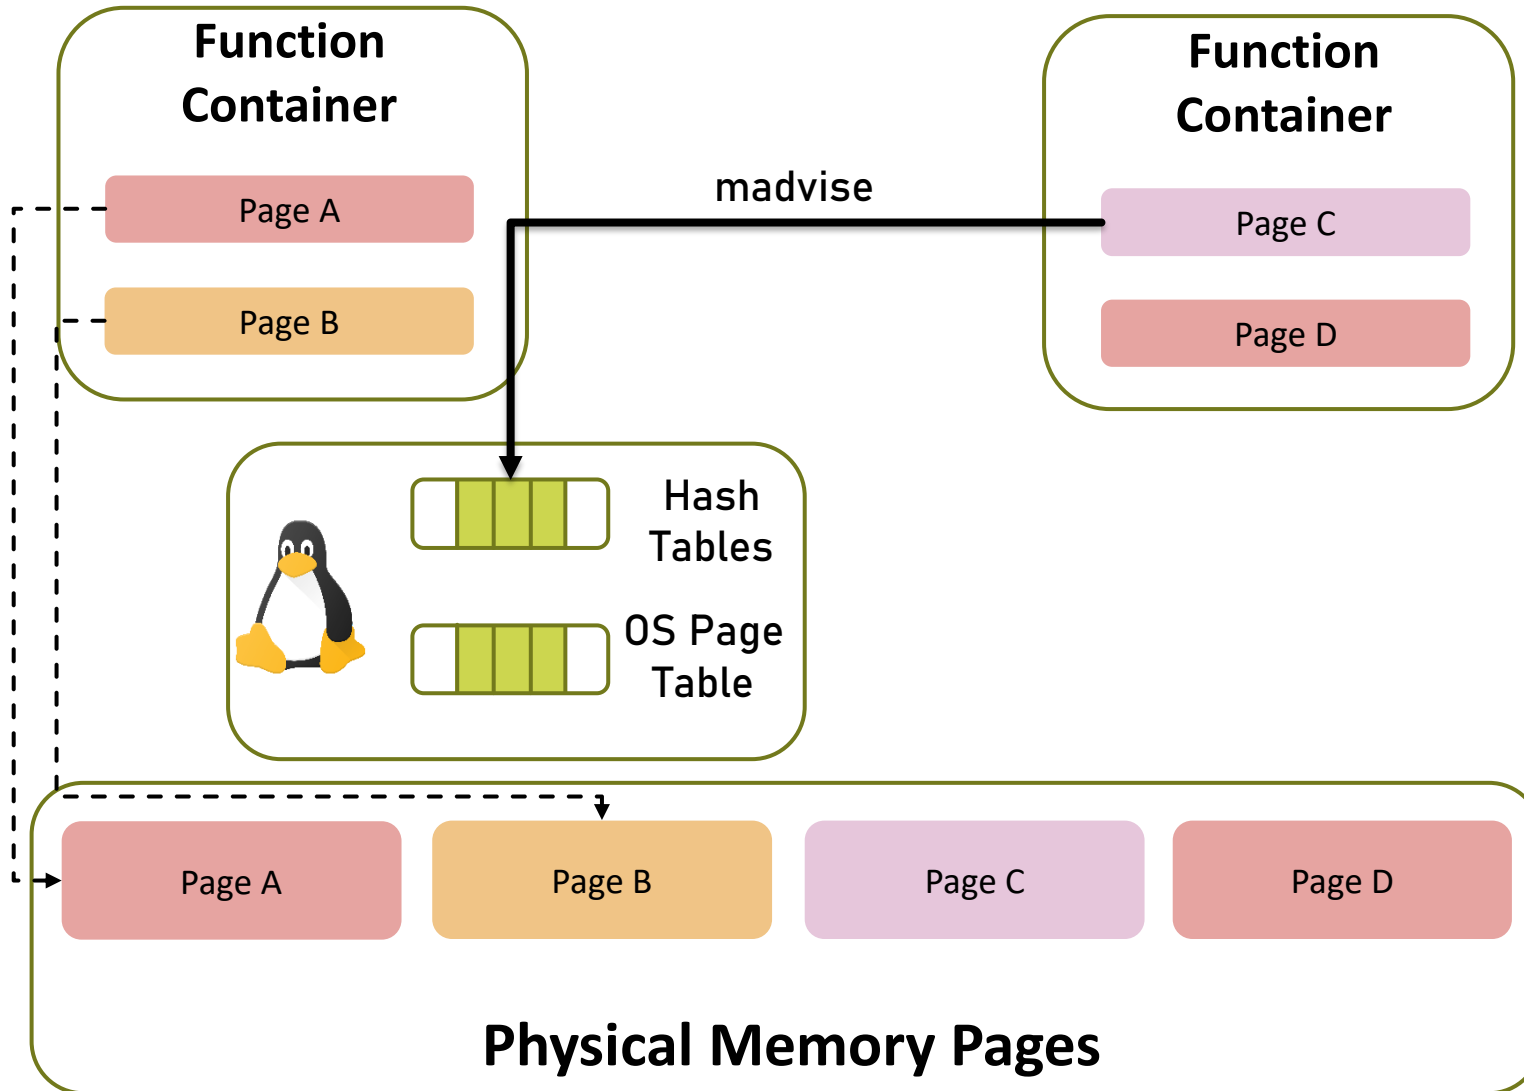 Function
Container
Page A
Page B
madvise
Function
Container
Page C
Page D
Hash
Tables
OS Page
Table
Page A
Page B
Page C
Page D
Physical Memory Pages